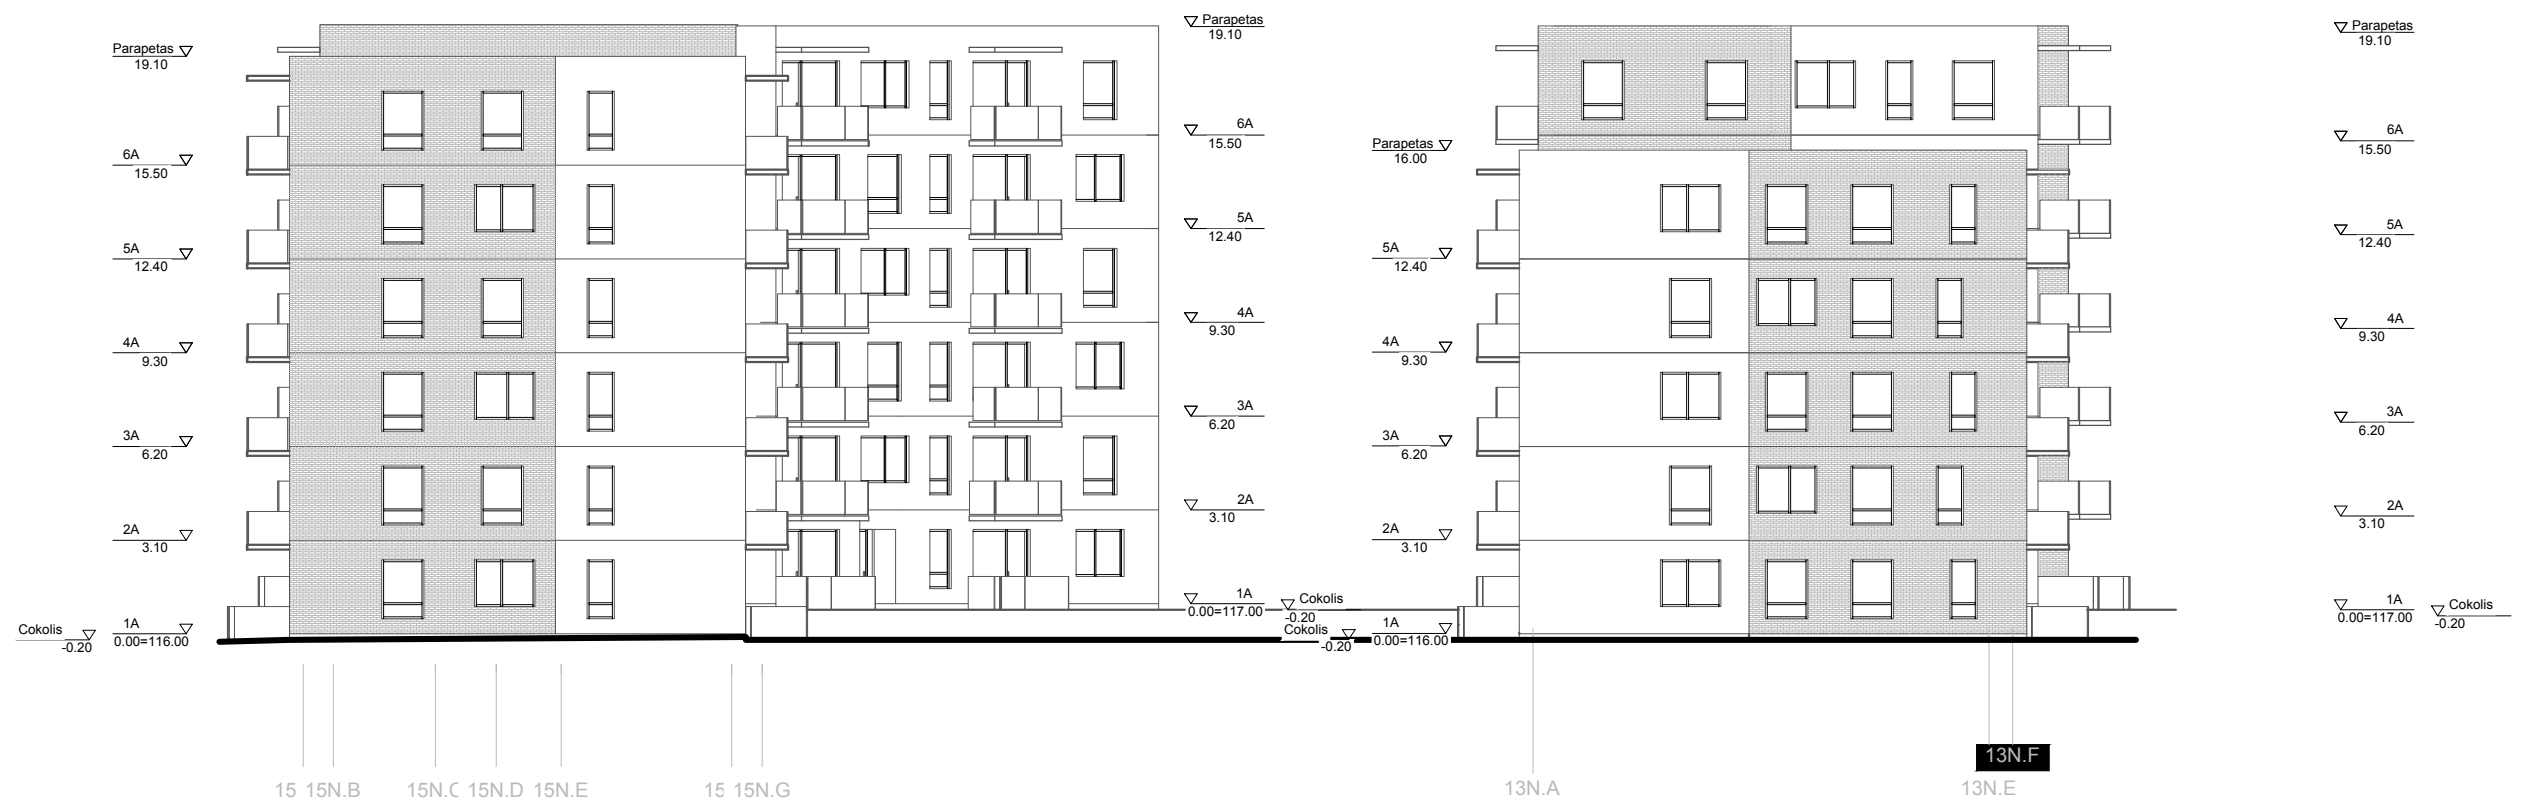 Parapetas
19.10
6A
15.50
5A
12.40
4A
9.30
3A
6.20
2A
3.10
1A
0.00=116.00
Cokolis
-0.20
Parapetas
19.10
6A
15.50
5A
12.40
4A
9.30
3A
6.20
2A
3.10
1A
0.00=117.00
Cokolis
-0.20
Cokolis
-0.20
Parapetas
16.00
5A
12.40
4A
9.30
3A
6.20
2A
3.10
1A
0.00=116.00
Parapetas
19.10
6A
15.50
5A
12.40
4A
9.30
3A
6.20
2A
3.10
1A
0.00=117.00
Cokolis
-0.20
15 15N.B 15N.C 15N.D 15N.E 15 15N.G
13N.A
13N.F
13N.E